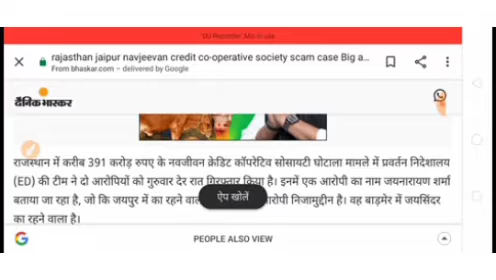 "DU Recorder" Mic in use
rajasthan jaipur navjeevan credit co-operative society scam case Big a...
From bhaskar.com – delivered by Google
दैनिक भास्कर
राजस्थान में करीब 391 करोड़ रुपए के नवजीवन क्रेडिट कॉपरेटिव सोसायटी घोटाला मामले में प्रवर्तन निदेशालय
(ED) की टीम ने दो आरोपियों को गुरुवार देर रात गिरफ्तार किया है। इनमें एक आरोपी का नाम जयनारायण शर्मा
बताया जा रहा है, जो कि जयपुर में का रहने ऐप खोलें निजामुद्दीन है। वह बाड़मेर में जयसिंदर
का रहने वाला है।
G
PEOPLE ALSO VIEW